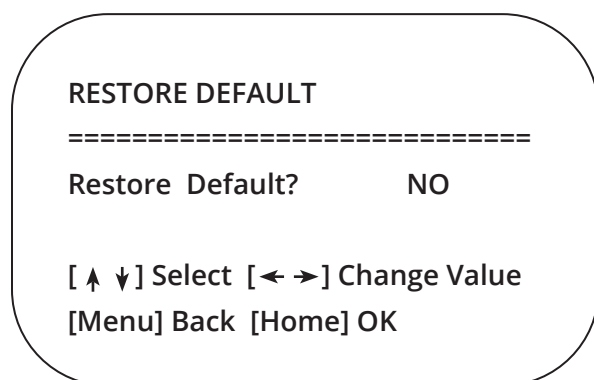 RESTORE DEFAULT
=============================
Restore Default? NO
[ ↑ ↓ ] Select [ ← → ] Change Value
[Menu] Back [Home] OK